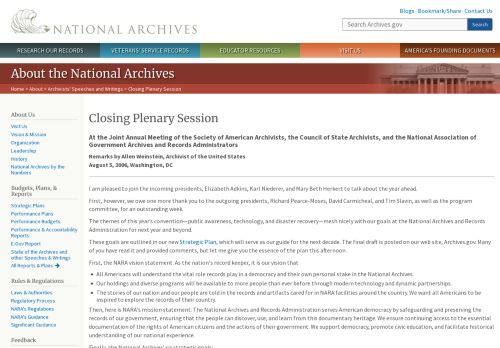 NATIONAL ARCHIVES
Blogs · Bookmark/Share · Contact Us
Search Archives.gov
Search
RESEARCH OUR RECORDS
VETERANS' SERVICE RECORDS
EDUCATOR RESOURCES
VISIT US
AMERICA'S FOUNDING DOCUMENTS
About the National Archives
Home > About > Archivists' Speeches and Writings > Closing Plenary Session
About Us
Visit Us
Vision & Mission
Organization
Leadership
History
National Archives by the
Numbers
Budgets, Plans, &
Reports
Strategic Plans
Performance Plans
Performance Budgets
Performance & Accountability
Reports
E-Gov Report
State of the Archives and
other Speeches & Writings
All Reports & Plans
Rules & Regulations
Laws & Authorities
Regulatory Process
NARA's Regulations
NARA's Guidance
Significant Guidance
Feedback
Closing Plenary Session
At the Joint Annual Meeting of the Society of American Archivists, the Council of State Archivists, and the National Association of
Government Archives and Records Administrators
Remarks by Allen Weinstein, Archivist of the United States
August 5, 2006, Washington, DC
I am pleased to join the incoming presidents, Elizabeth Adkins, Karl Niederer, and Mary Beth Herkert to talk about the year ahead.
First, however, we owe one more thank you to the outgoing presidents, Richard Pearce-Moses, David Carmicheal, and Tim Slavin, as well as the program
committee, for an outstanding week.
The themes of this year's convention—public awareness, technology, and disaster recovery—mesh nicely with our goals at the National Archives and Records
Administration for next year and beyond.
These goals are outlined in our new Strategic Plan, which will serve as our guide for the next decade. The final draft is posted on our web site, Archives.gov. Many
of you have read it and provided comments, but let me give you the essence of the plan this afternoon.
First, the NARA vision statement: As the nation's record keeper, it is our vision that
• All Americans will understand the vital role records play in a democracy and their own personal stake in the National Archives.
• Our holdings and diverse programs will be available to more people than ever before through modern technology and dynamic partnerships.
• The stories of our nation and our people are told in the records and artifacts cared for in NARA facilities around the country. We want all Americans to be
inspired to explore the records of their country.
Then, here is NARA's mission statement: The National Archives and Records Administration serves American democracy by safeguarding and preserving the
records of our government, ensuring that the people can discover, use, and learn from this documentary heritage. We ensure continuing access to the essential
documentation of the rights of American citizens and the actions of their government. We support democracy, promote civic education, and facilitate historical
understanding of our national experience.
Finally, the National Archives' six strategic goals: